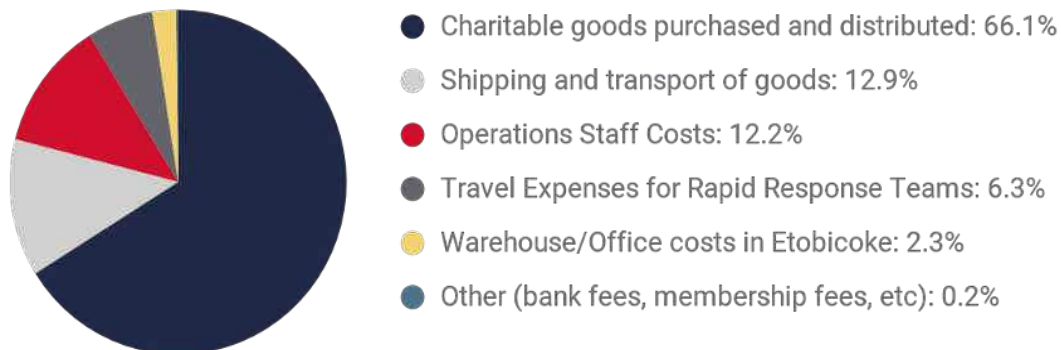 Charitable goods purchased and distributed: 66.1%
Shipping and transport of goods: 12.9%
Operations Staff Costs: 12.2%
Travel Expenses for Rapid Response Teams: 6.3%
Warehouse/Office costs in Etobicoke: 2.3%
Other (bank fees, membership fees, etc): 0.2%